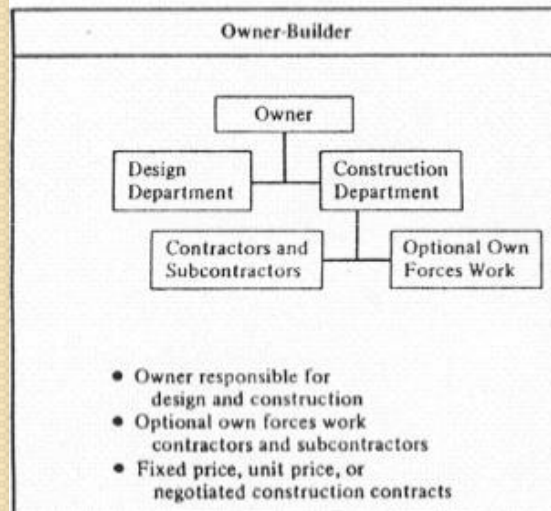 Owner-Builder
Owner
Design
Department
Construction
Department
Contractors and
Subcontractors
Optional Own
Forces Work
• Owner responsible for
design and construction
• Optional own forces work
contractors and subcontractors
• Fixed price, unit price, or
negotiated construction contracts